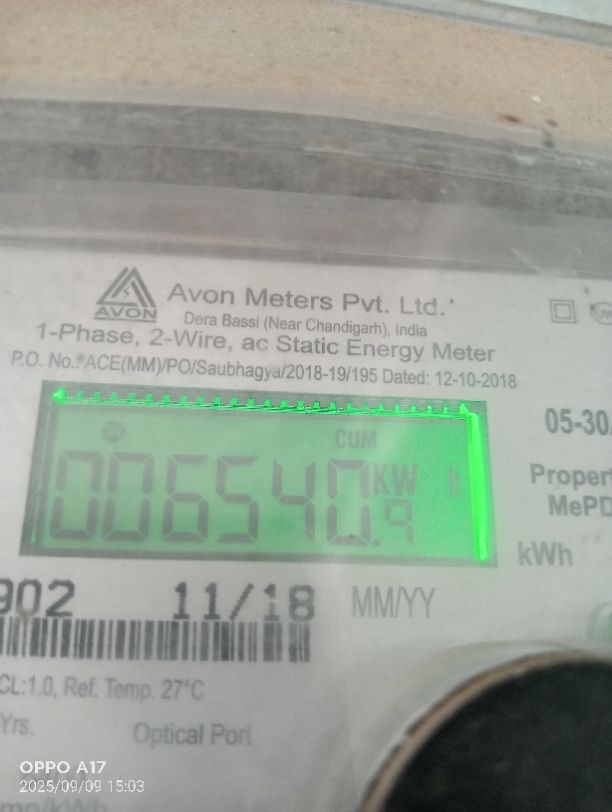 Avon Meters Pvt. Ltd.
AVON
Dera Bassi (Near Chandigarh), India
1-Phase, 2-Wire, ac Static Energy Meter
P.O. No.: ACE(MM)/PO/Saubhagya/2018-19/195 Dated: 12-10-2018
05-30
CUM
006540.9 KW h
Proper
MePD
kWh
902 11/18 MM/YY
CL:1.0, Ref. Temp. 27°C
Yrs. Optical Port
mp/kWh
OPPO A17
2025/09/09 15:03